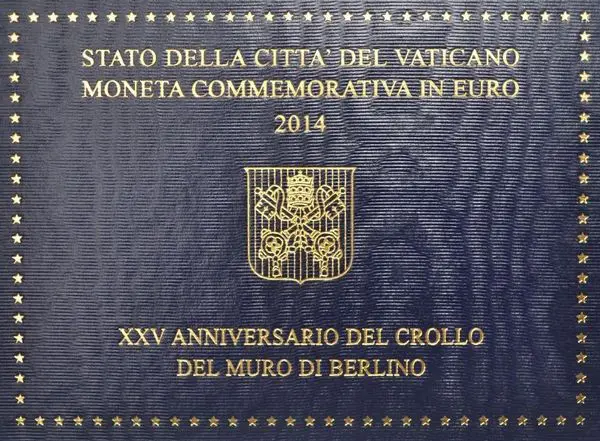 STATO DELLA CITTA' DEL VATICANO
MONETA COMMEMORATIVA IN EURO
2014
XXV ANNIVERSARIO DEL CROLLO
DEL MURO DI BERLINO